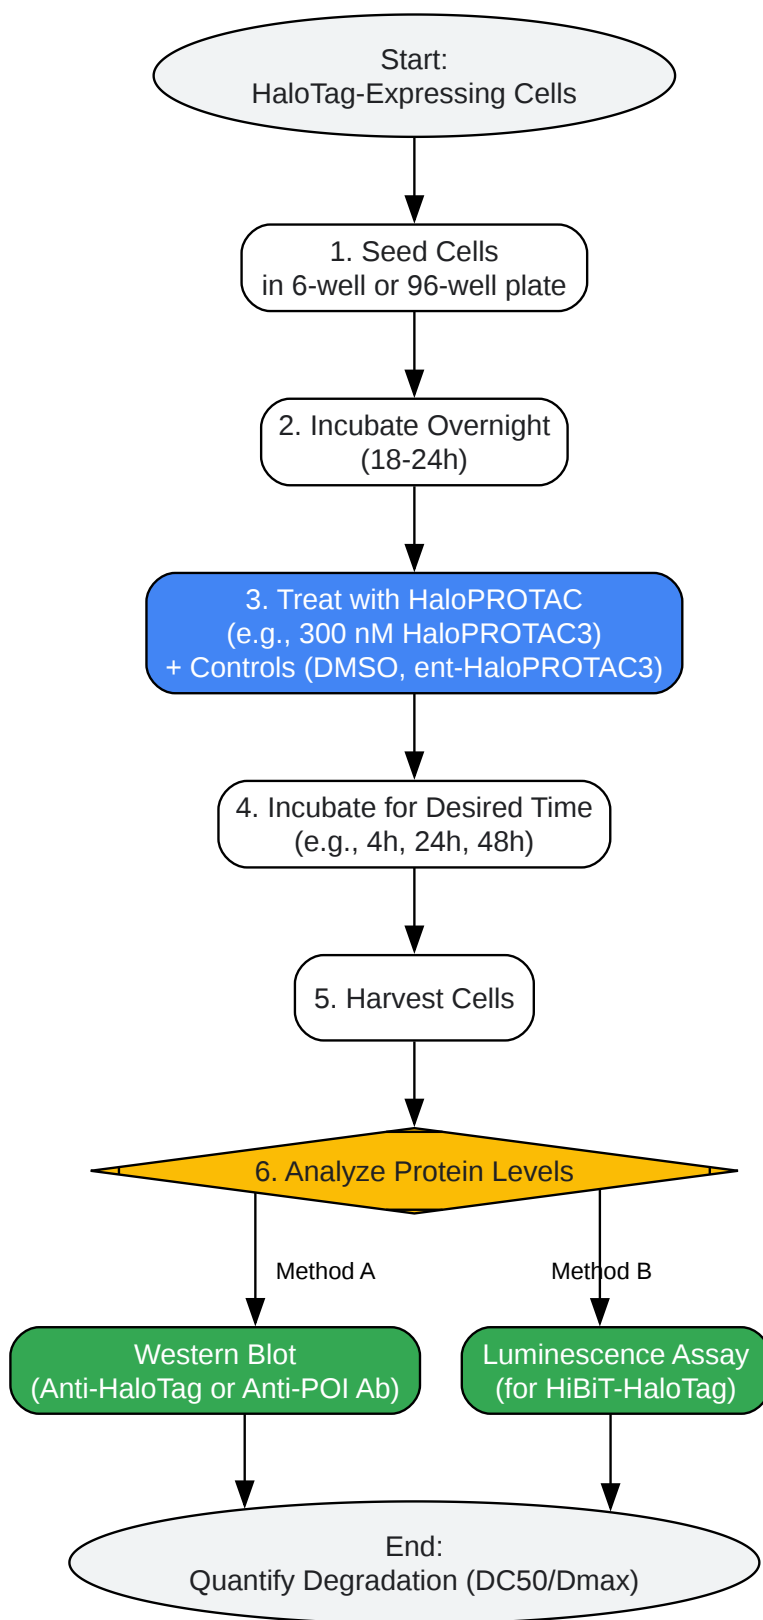 Start:
HaloTag-Expressing Cells
1. Seed Cells
in 6-well or 96-well plate
2. Incubate Overnight
(18-24h)
3. Treat with HaloPROTAC
(e.g., 300 nM HaloPROTAC3)
+ Controls (DMSO, ent-HaloPROTAC3)
4. Incubate for Desired Time
(e.g., 4h, 24h, 48h)
5. Harvest Cells
6. Analyze Protein Levels
Method A
Method B
Western Blot
(Anti-HaloTag or Anti-POI Ab)
Luminescence Assay
(for HiBiT-HaloTag)
End:
Quantify Degradation (DC50/Dmax)